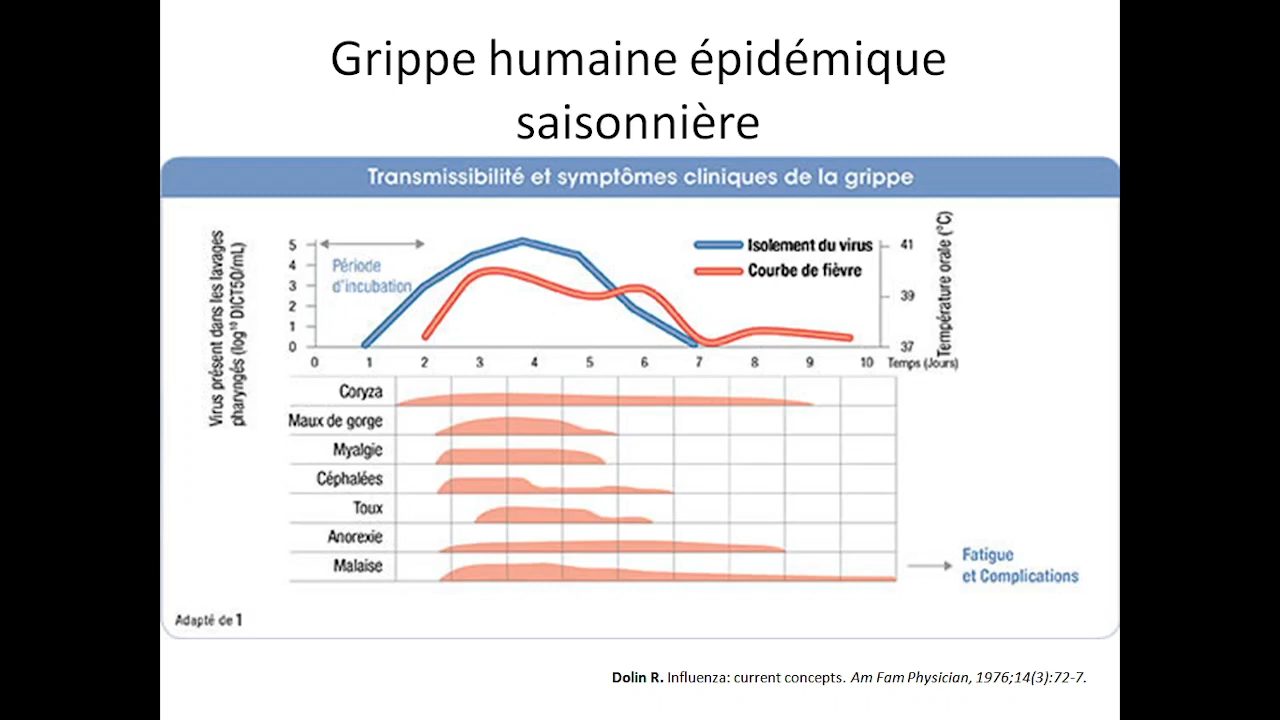 Grippe humaine épidémique
saisonnière
Transmissibilité et symptômes cliniques de la grippe
Virus présent dans les lavages
pharyngés (log¹⁰ DICT50/mL)
5
4
3
2
1
0
Période
d'incubation
Isolement du virus
Courbe de fièvre
41
39
37
Température orale (°C)
0 1 2 3 4 5 6 7 8 9 10 Temps (Jours)
Coryza
Maux de gorge
Myalgie
Céphalées
Toux
Anorexie
Malaise
Fatigue
et Complications
Adapté de 1
Dolin R. Influenza: current concepts. Am Fam Physician, 1976;14(3):72-7.